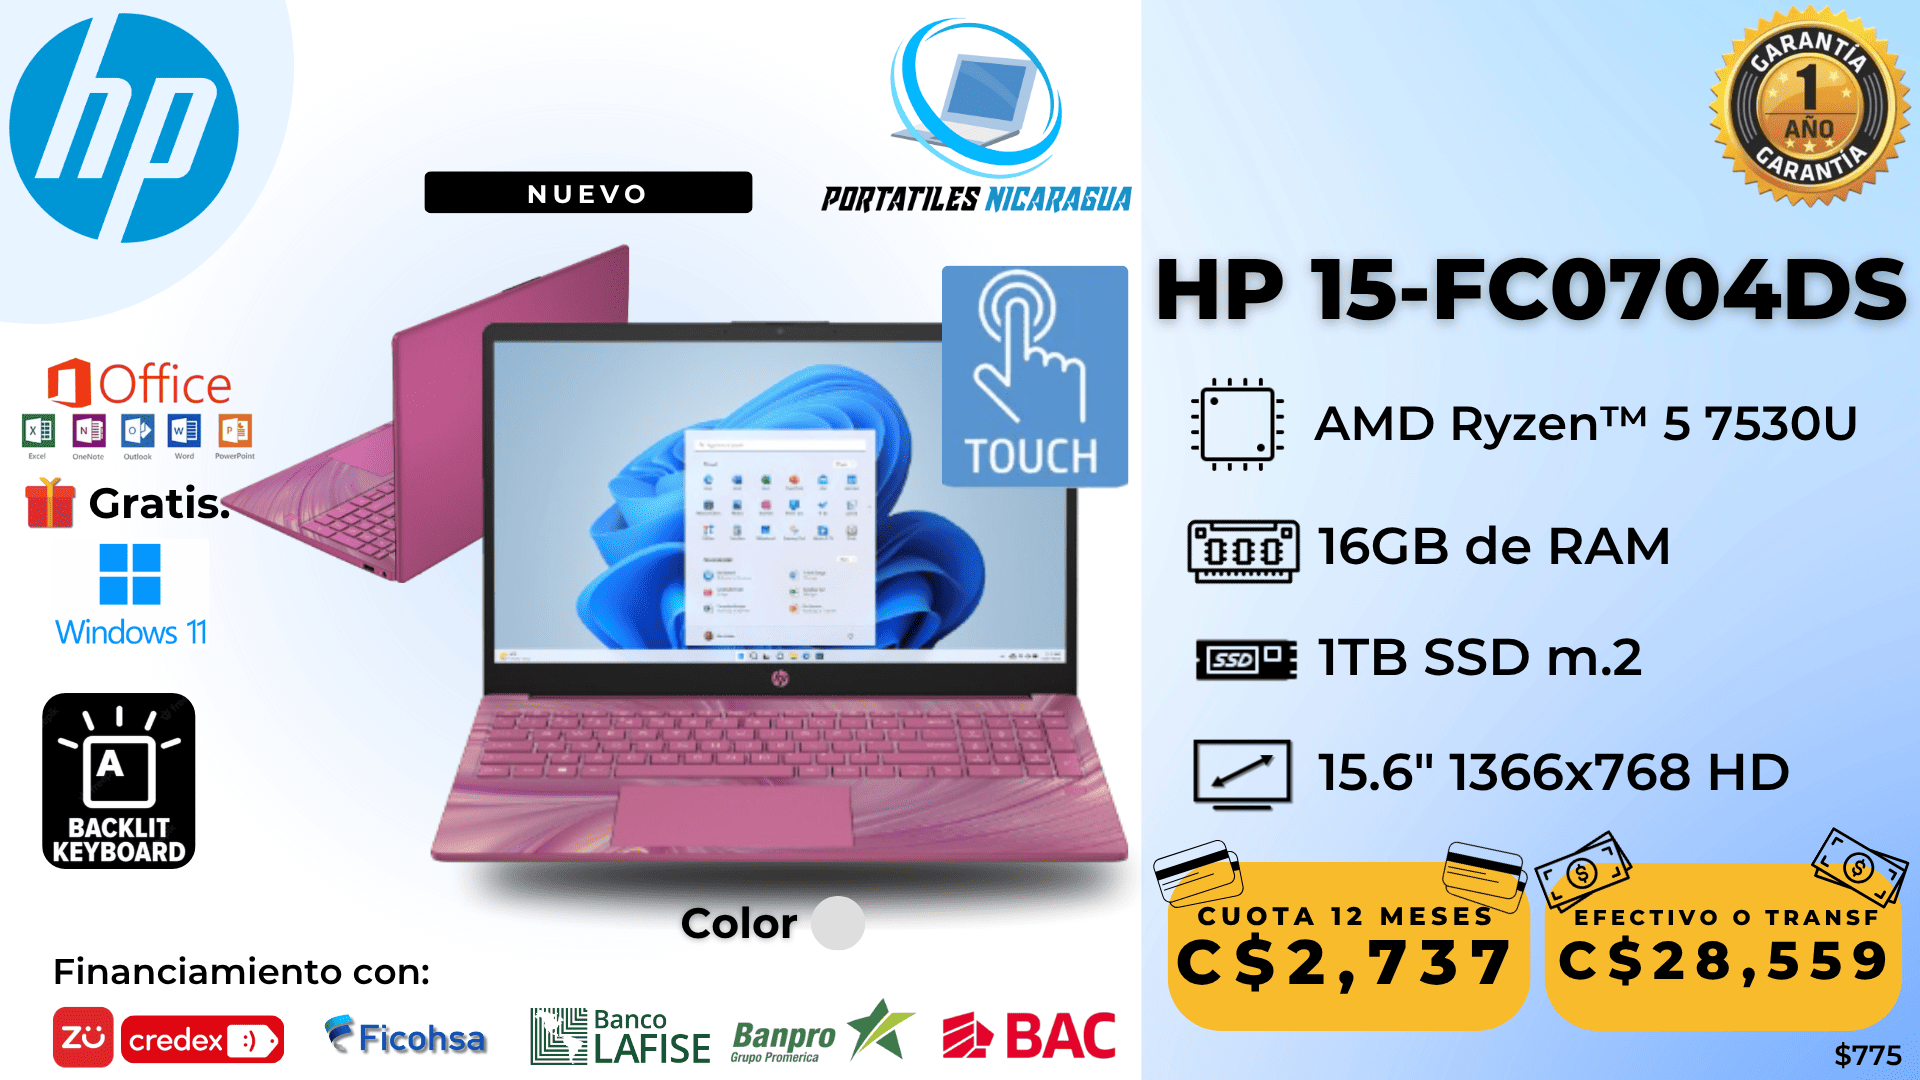 hp
NUEVO
PORTATILES NICARAGUA
GARANTÍA
1
AÑO
GARANTÍA
HP 15-FC0704DS
TOUCH
Office
Excel
OneNote
Outlook
Word
PowerPoint
Gratis.
Windows 11
A
BACKLIT
KEYBOARD
AMD Ryzen™ 5 7530U
16GB de RAM
SSD
1TB SSD m.2
15.6" 1366x768 HD
Color
CUOTA 12 MESES
C$2,737
EFECTIVO O TRANSF
C$28,559
$775
Financiamiento con:
zü
credex :)
Ficohsa
Banco
LAFISE
Banpro
Grupo Promerica
BAC